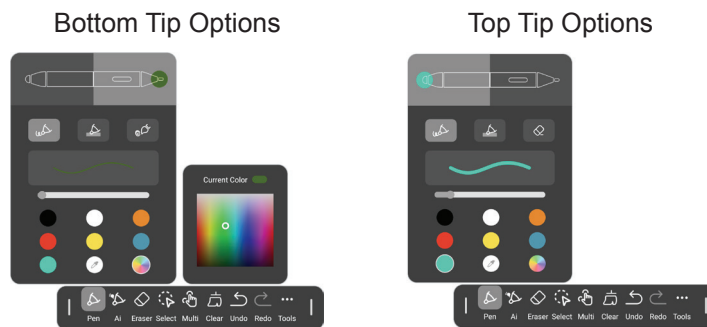 Bottom Tip Options
Top Tip Options
Current Color
Pen Ai Eraser Select Multi Clear Undo Redo Tools
Pen Ai Eraser Select Multi Clear Undo Redo Tools